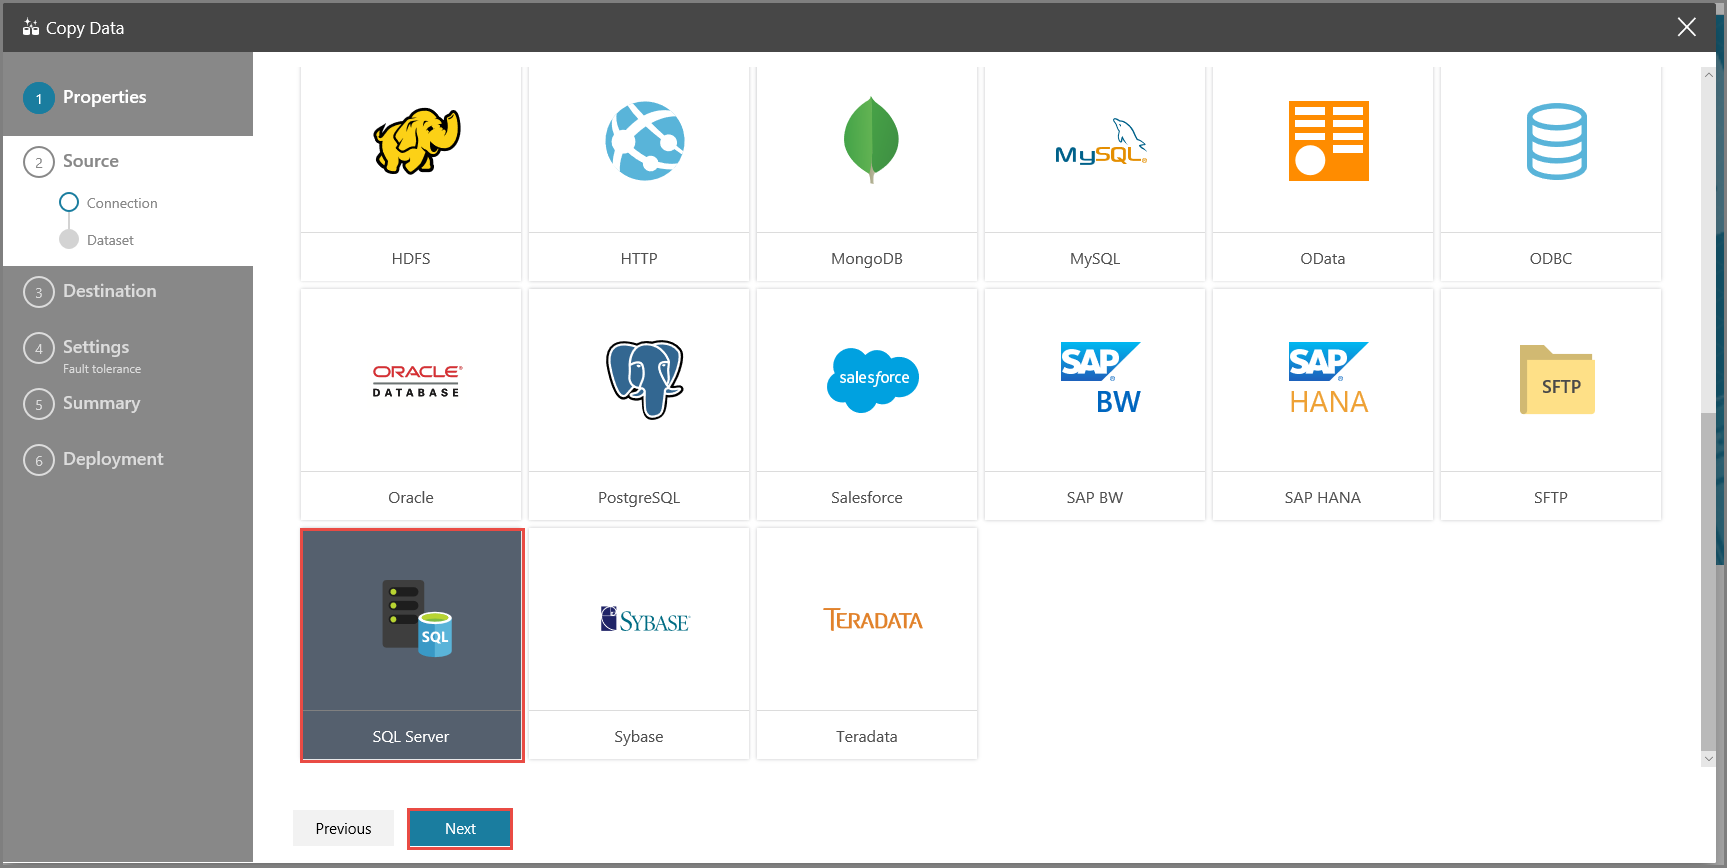 Copy Data
1 Properties
2 Source
Connection
Dataset
3 Destination
4 Settings
Fault tolerance
5 Summary
6 Deployment
MySQL
HDFS
HTTP
MongoDB
MySQL
OData
ODBC
ORACLE
DATABASE
salesforce
SAP
BW
SAP
HANA
SFTP
Oracle
PostgreSQL
Salesforce
SAP BW
SAP HANA
SFTP
SQL
SYBASE
TERADATA
SQL Server
Sybase
Teradata
Previous
Next